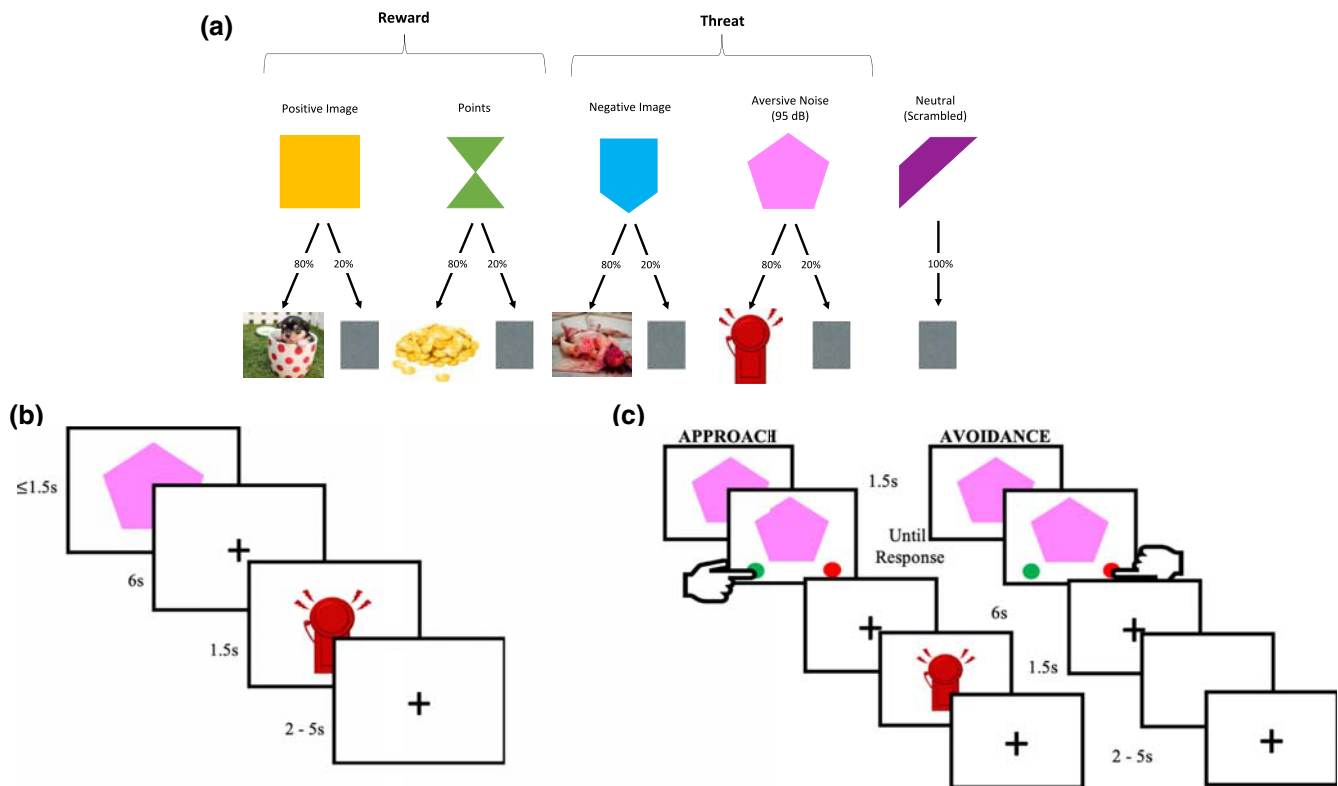 (a)
Reward
Threat
Positive Image
Points
Negative Image
Aversive Noise
(95 dB)
Neutral
(Scrambled)
80%
20%
80%
20%
80%
20%
80%
20%
100%
(b)
≤1.5s
6s
1.5s
2 - 5s
(c)
APPROACH
AVOIDANCE
1.5s
Until
Response
6s
1.5s
2 - 5s